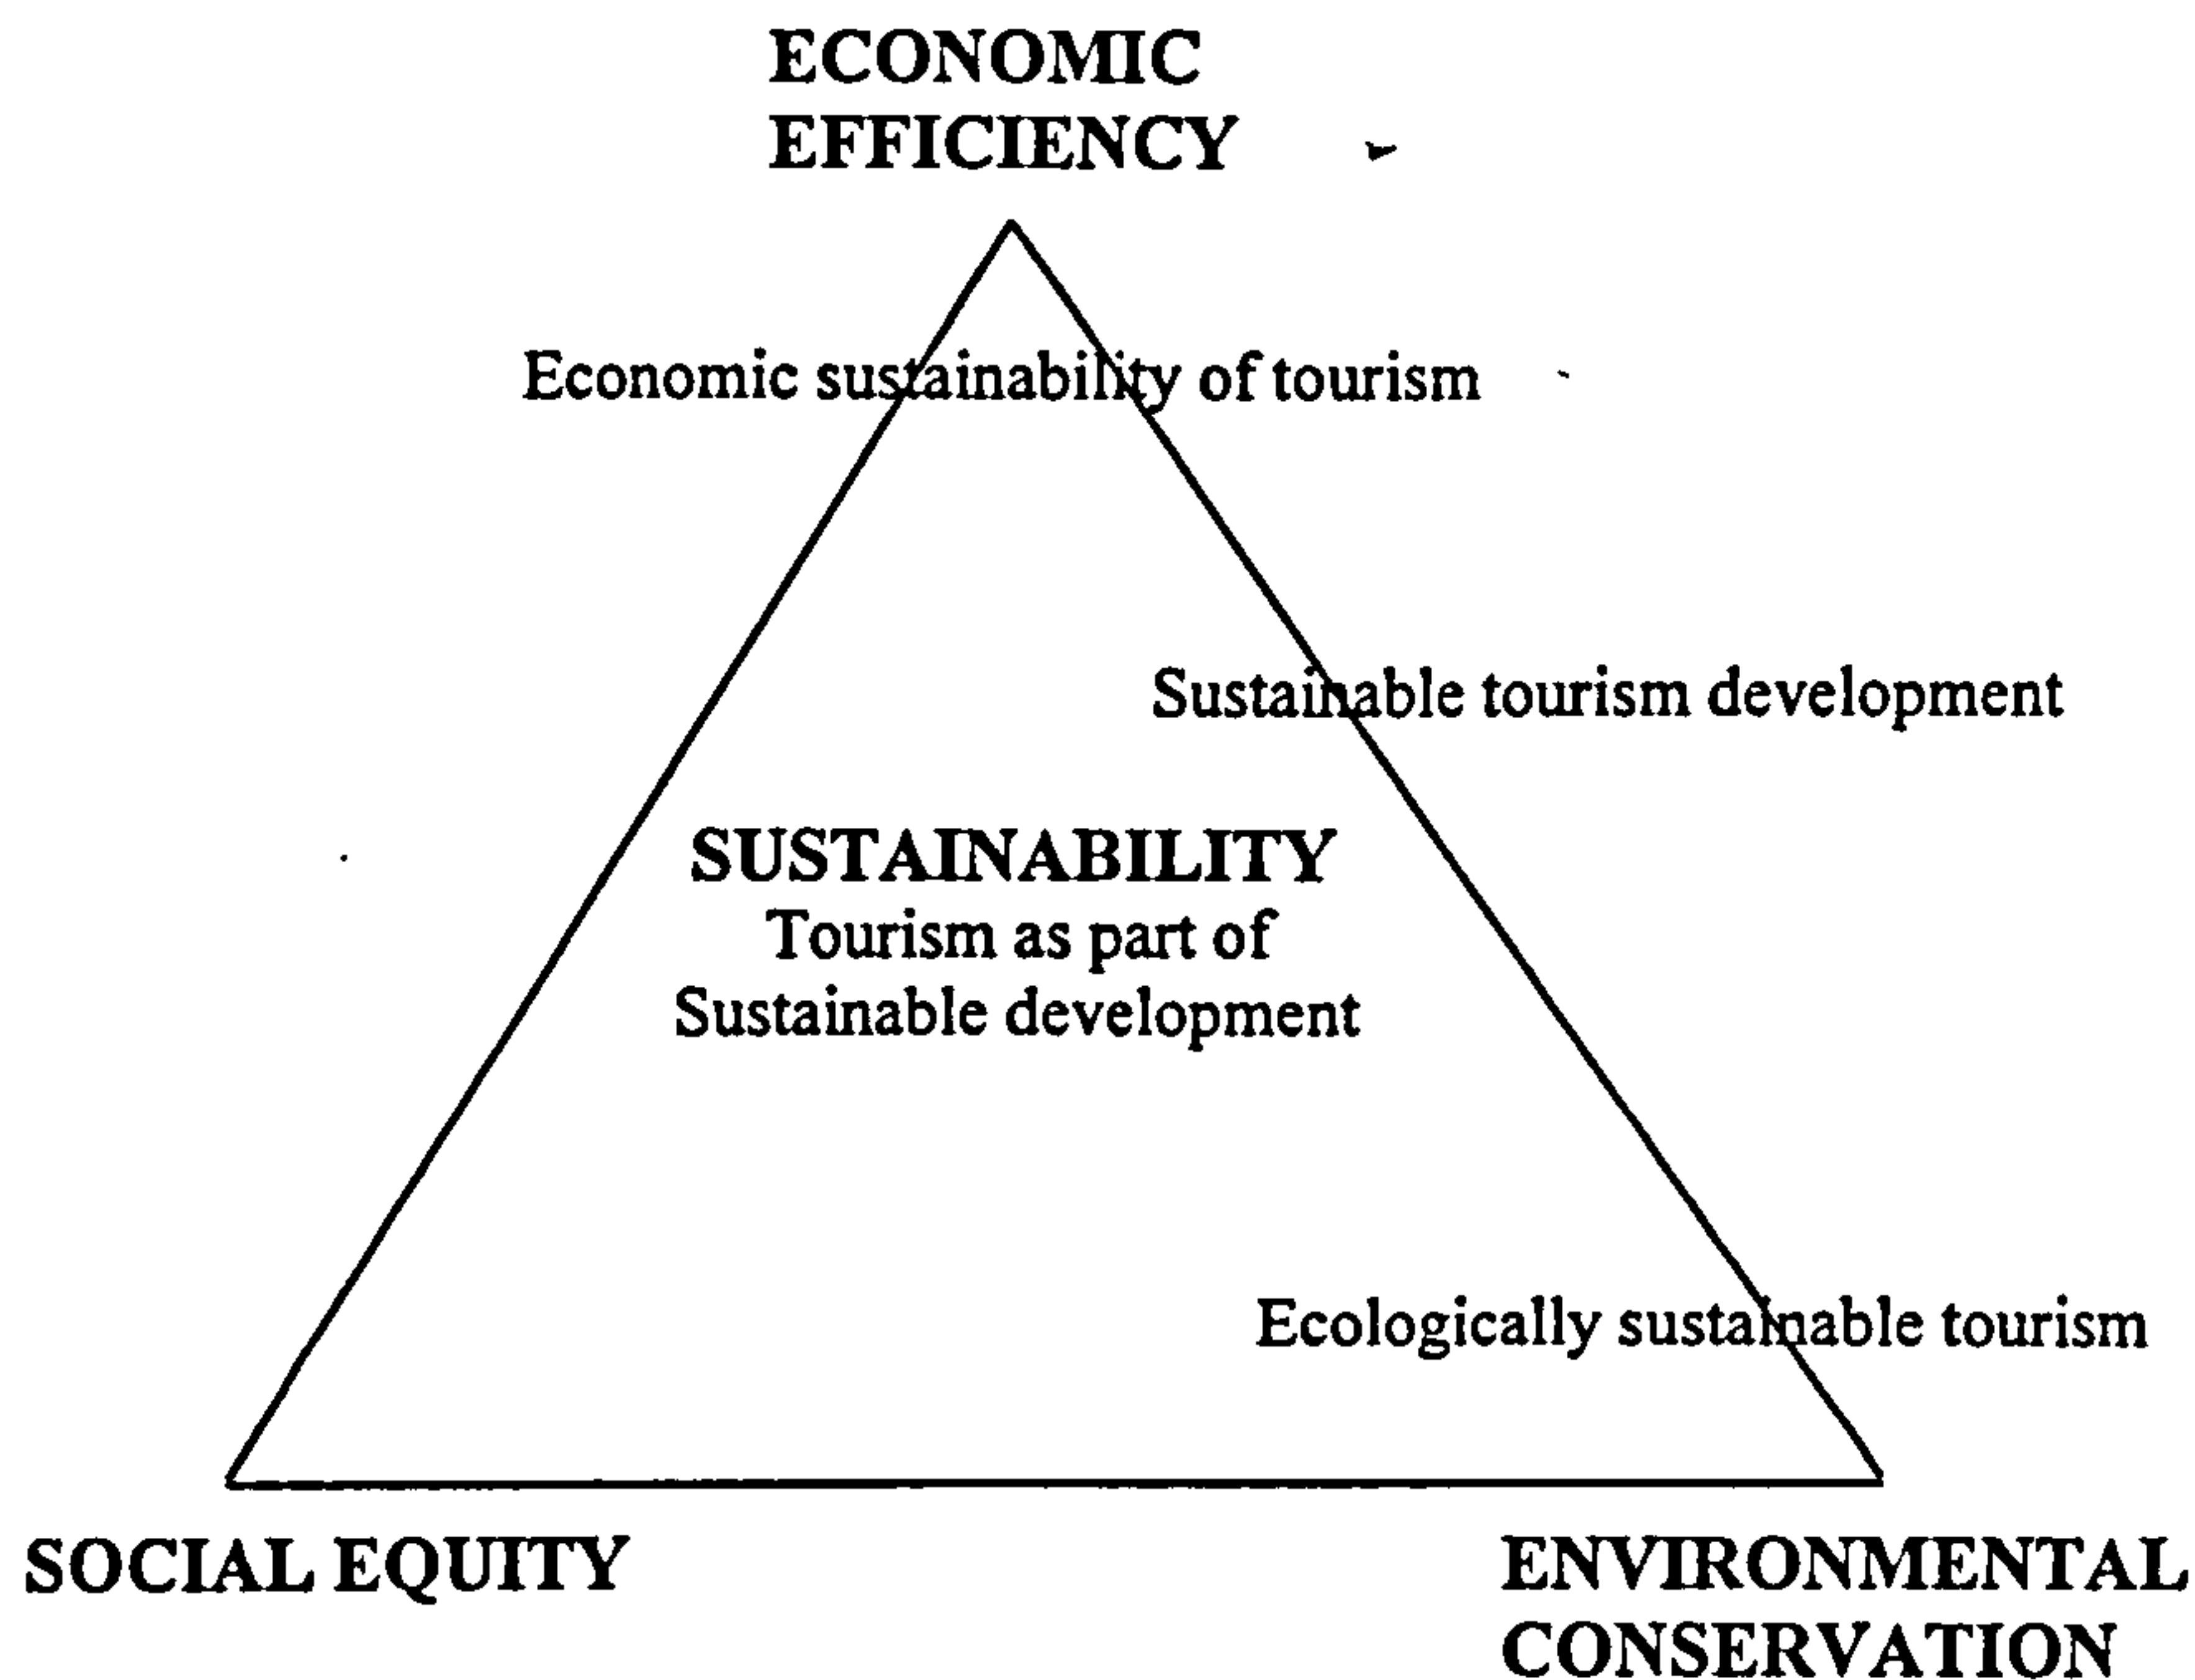 ECONOMIC
EFFICIENCY
Economic sustainability of tourism
Sustainable tourism development
SUSTAINABILITY
Tourism as part of
Sustainable development
Ecologically sustainable tourism
SOCIAL EQUITY
ENVIRONMENTAL
CONSERVATION